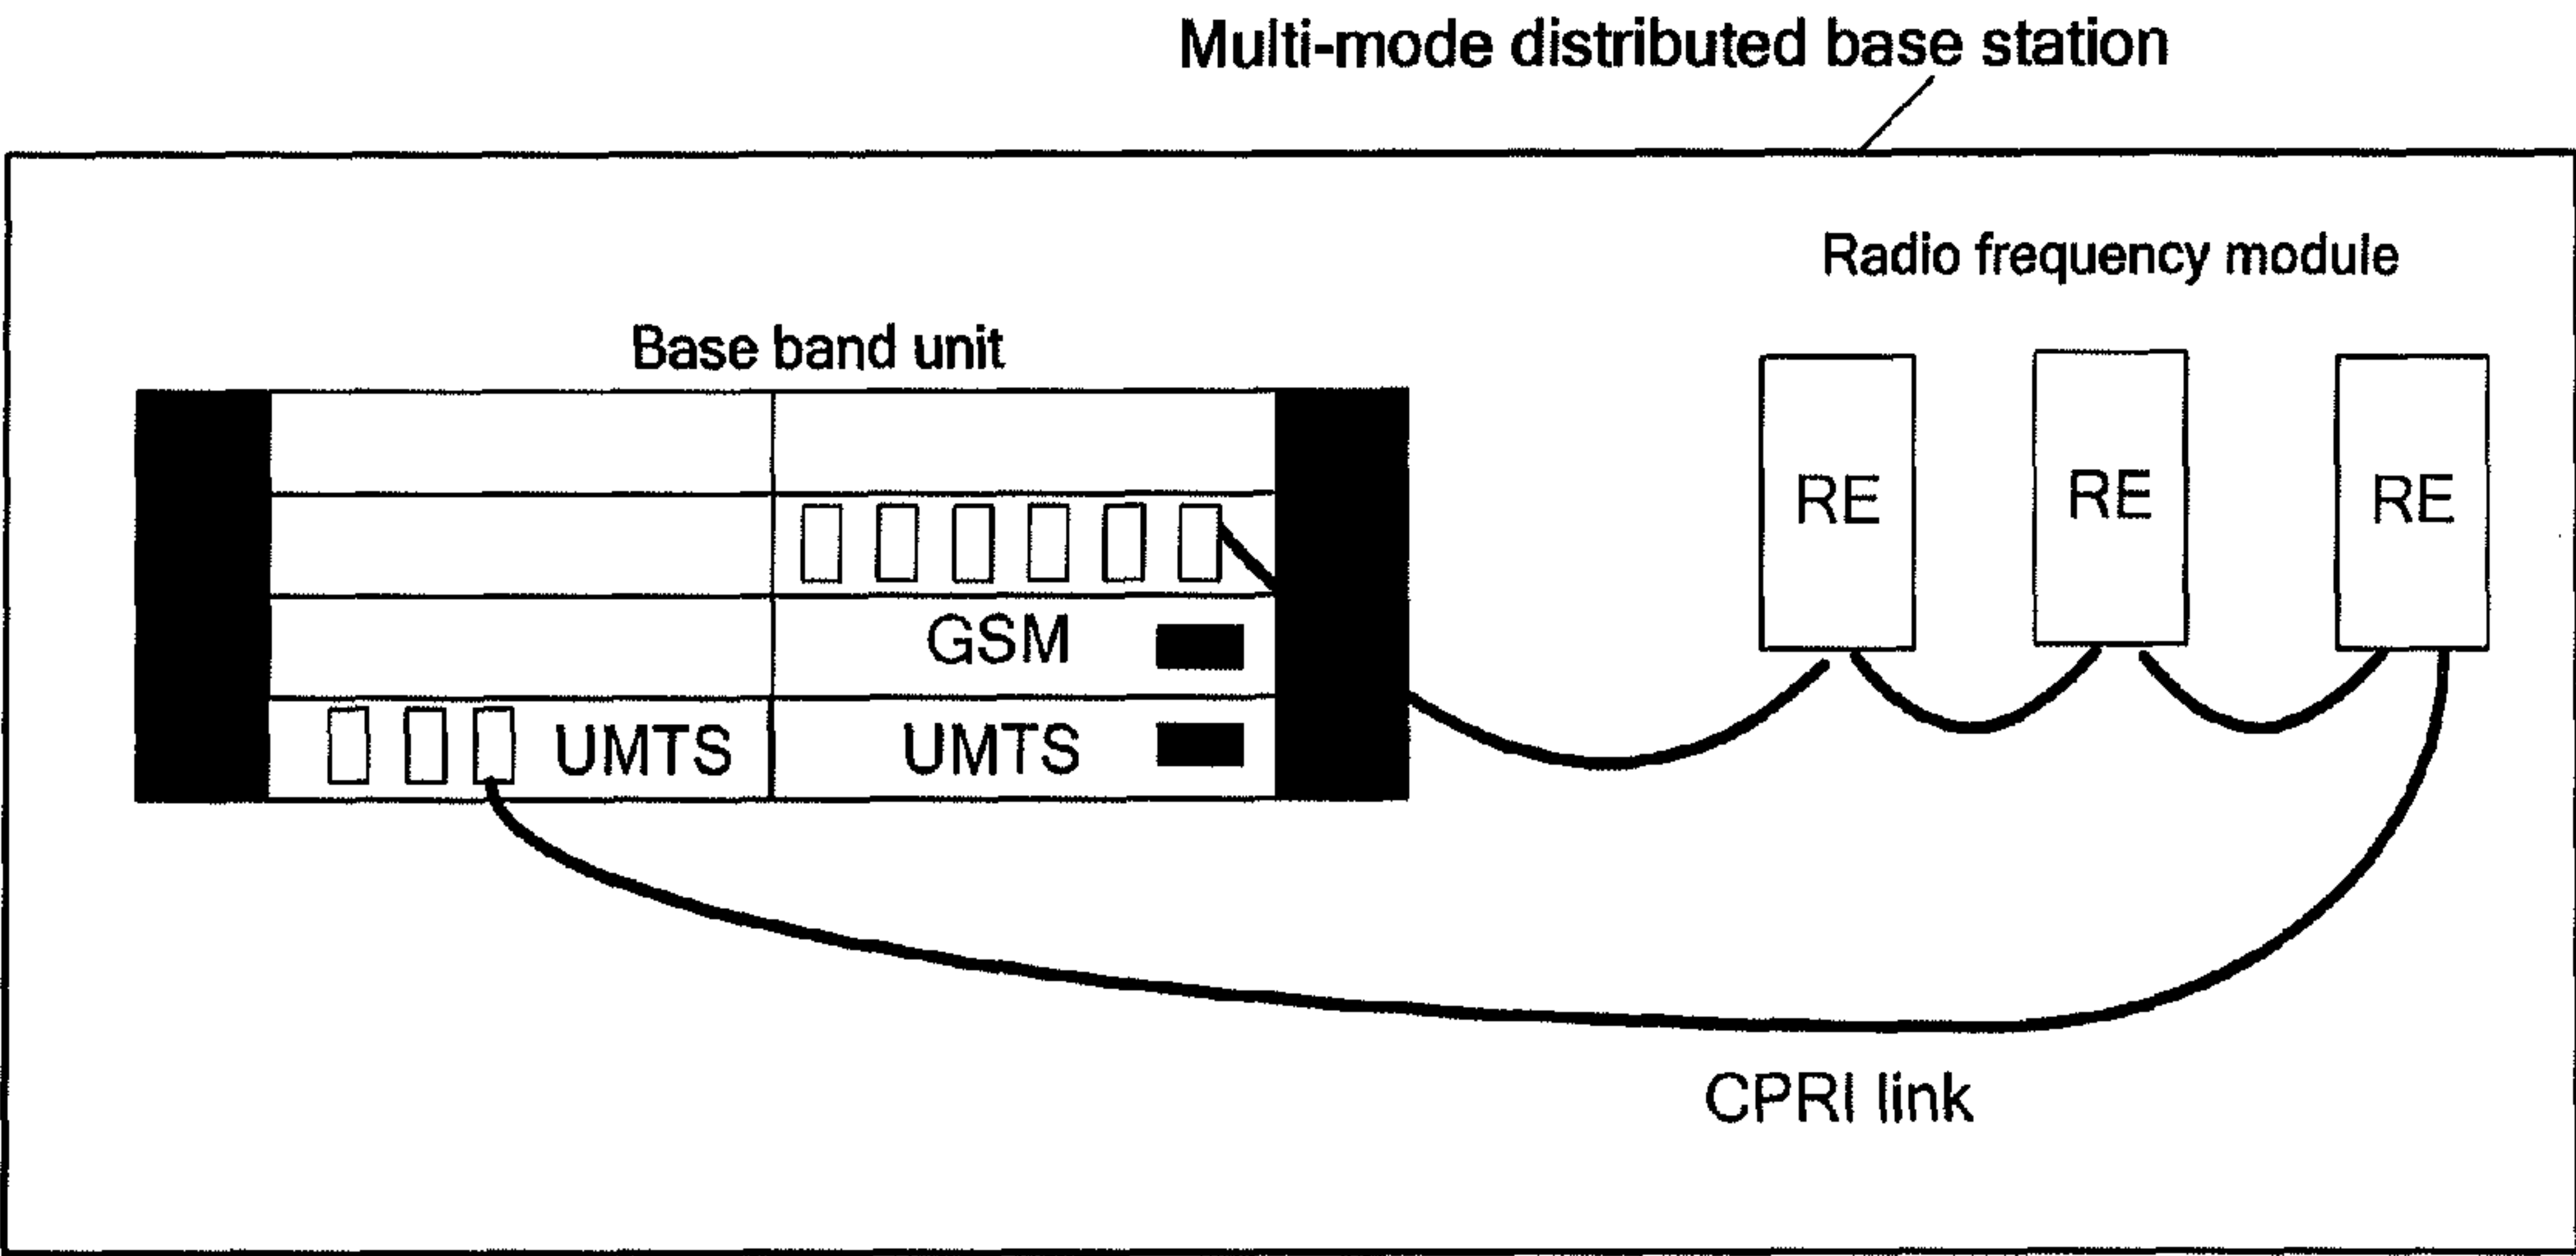 Multi-mode distributed base station
Radio frequency module
Base band unit
RE RE RE
GSM
UMTS UMTS
CPRI link